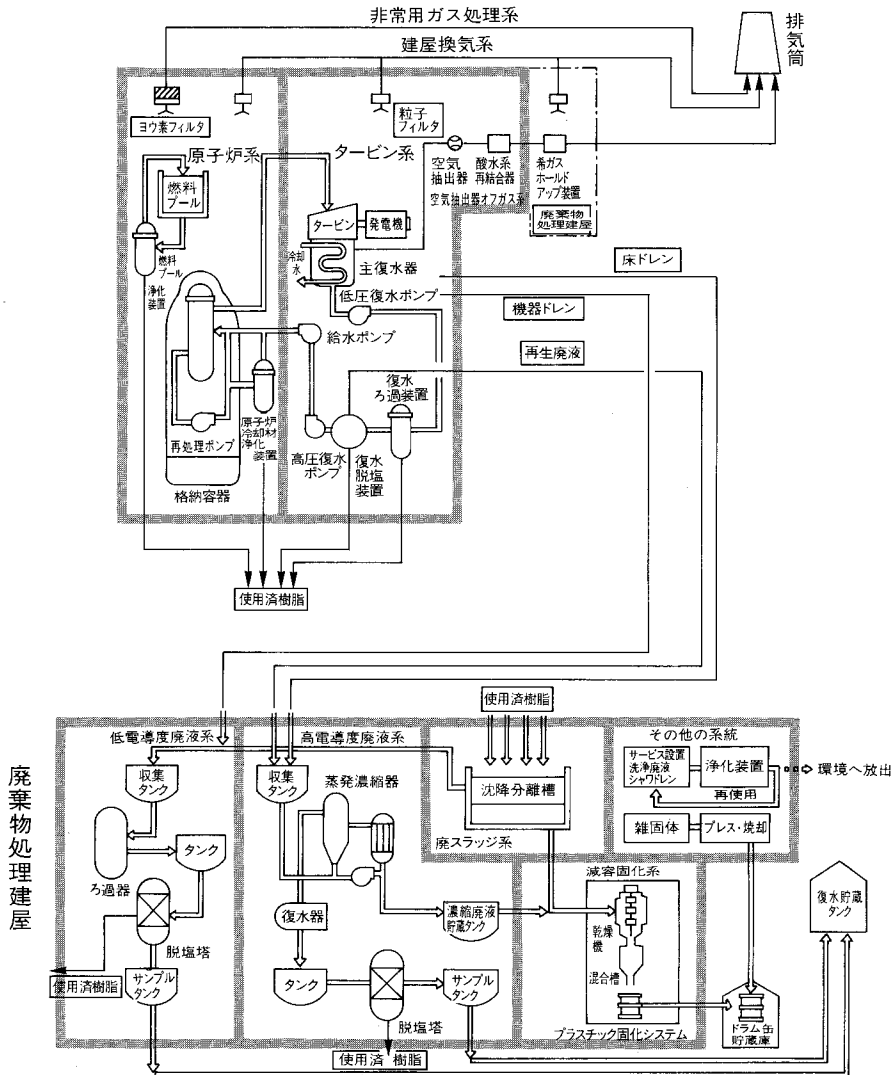 非常用ガス処理系
建屋換気系
排
気
筒
ヨウ素フィルタ
粒子
フィルタ
原子炉系
タービン系
空気
抽出器
酸水系
再結合器
希ガス
ホールド
アップ装置
空気抽出器オフガス系
廃棄物
処理建屋
燃料
プール
タービン
発電機
冷却
水
主復水器
燃料
プール
浄化
装置
低圧復水ポンプ
床ドレン
機器ドレン
給水ポンプ
再生廃液
復水
ろ過装置
再処理ポンプ
原子炉
冷却材
浄化
装置
高圧復水
ポンプ
復水
脱塩
装置
格納容器
使用済樹脂
廃棄物処理建屋
低電導度廃液系
高電導度廃液系
使用済樹脂
その他の系統
収集
タンク
収集
タンク
蒸発濃縮器
沈降分離槽
サービス設置
洗浄廃液
シャワドレン
浄化装置
環境へ放出
再使用
雑固体
プレス・焼却
廃スラッジ系
ろ過器
タンク
減容固化系
復水器
濃縮廃液
貯蔵タンク
乾燥
機
混合槽
復水貯蔵
タンク
脱塩塔
使用済樹脂
サンプル
タンク
タンク
サンプル
タンク
脱塩塔
プラスチック固化システム
ドラム缶
貯蔵庫
使用済 樹脂